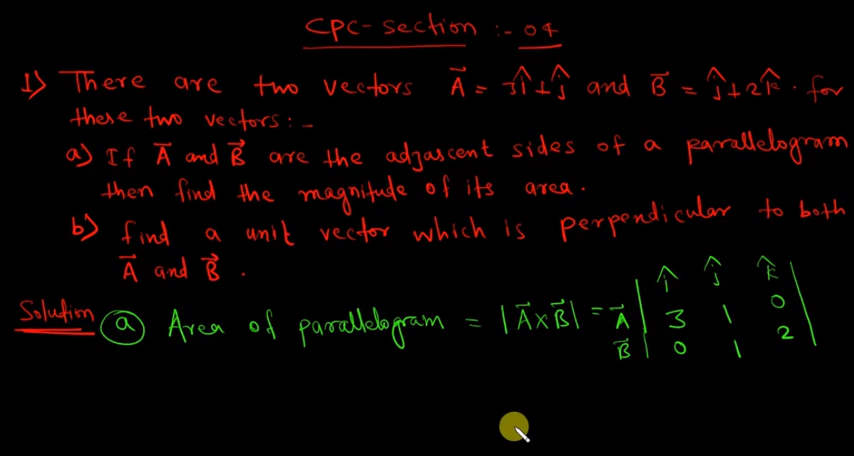 CPC-section :- 04
1) There are two vectors A⃗ = 3î+ĵ and B⃗ = ĵ+2k̂. for
these two vectors:-
a) If A⃗ and B⃗ are the adjascent sides of a parallelogram
then find the magnitude of its area.
b) find a unit vector which is perpendicular to both
A⃗ and B⃗.
Solution (a) Area of parallelogram = |A⃗×B⃗| =
| î ĵ k̂ |
A⃗ | 3 1 0 |
B⃗ | 0 1 2 |